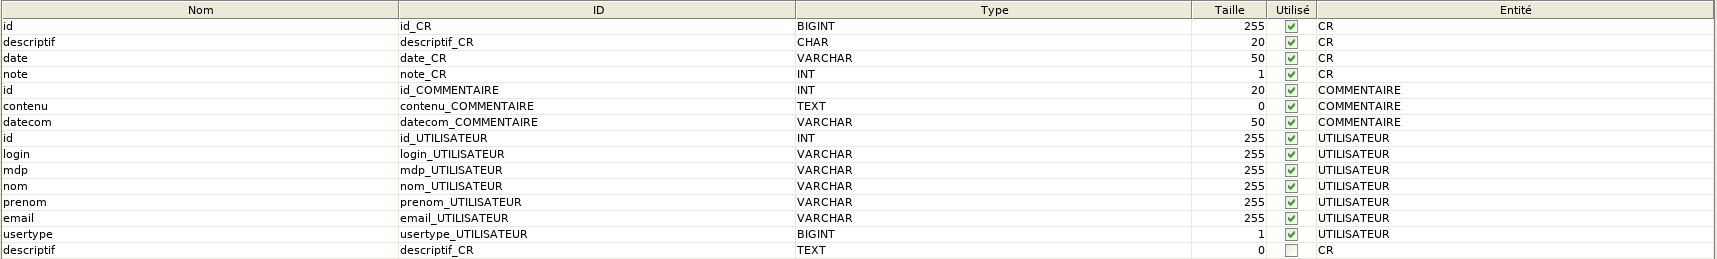 Nom ID Type Taille Utilisé Entité
id id_CR BIGINT 255 CR
descriptif descriptif_CR CHAR 20 CR
date date_CR VARCHAR 50 CR
note note_CR INT 1 CR
id id_COMMENTAIRE INT 20 COMMENTAIRE
contenu contenu_COMMENTAIRE TEXT 0 COMMENTAIRE
datecom datecom_COMMENTAIRE VARCHAR 50 COMMENTAIRE
id id_UTILISATEUR INT 255 UTILISATEUR
login login_UTILISATEUR VARCHAR 255 UTILISATEUR
mdp mdp_UTILISATEUR VARCHAR 255 UTILISATEUR
nom nom_UTILISATEUR VARCHAR 255 UTILISATEUR
prenom prenom_UTILISATEUR VARCHAR 255 UTILISATEUR
email email_UTILISATEUR VARCHAR 255 UTILISATEUR
usertype usertype_UTILISATEUR BIGINT 1 UTILISATEUR
descriptif descriptif_CR TEXT 0 CR